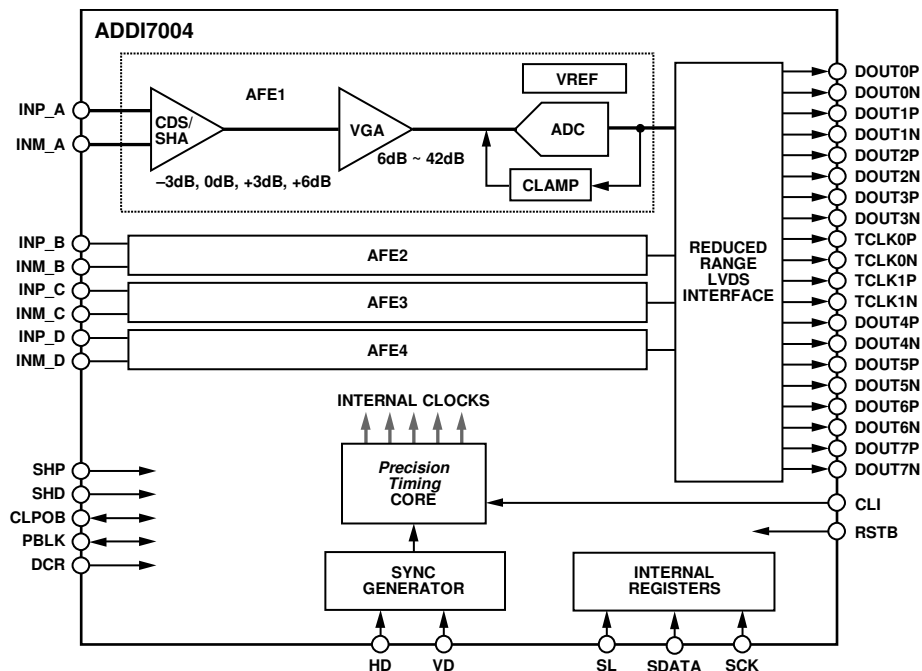 ADDI7004
AFE1
VREF
INP_A
INM_A
CDS/
SHA
VGA
ADC
–3dB, 0dB, +3dB, +6dB
6dB ~ 42dB
CLAMP
INP_B
INM_B
AFE2
INP_C
INM_C
AFE3
INP_D
INM_D
AFE4
REDUCED
RANGE
LVDS
INTERFACE
DOUT0P
DOUT0N
DOUT1P
DOUT1N
DOUT2P
DOUT2N
DOUT3P
DOUT3N
TCLK0P
TCLK0N
TCLK1P
TCLK1N
DOUT4P
DOUT4N
DOUT5P
DOUT5N
DOUT6P
DOUT6N
DOUT7P
DOUT7N
INTERNAL CLOCKS
Precision
Timing
CORE
SHP
SHD
CLPOB
PBLK
DCR
CLI
RSTB
SYNC
GENERATOR
INTERNAL
REGISTERS
HD
VD
SL
SDATA
SCK